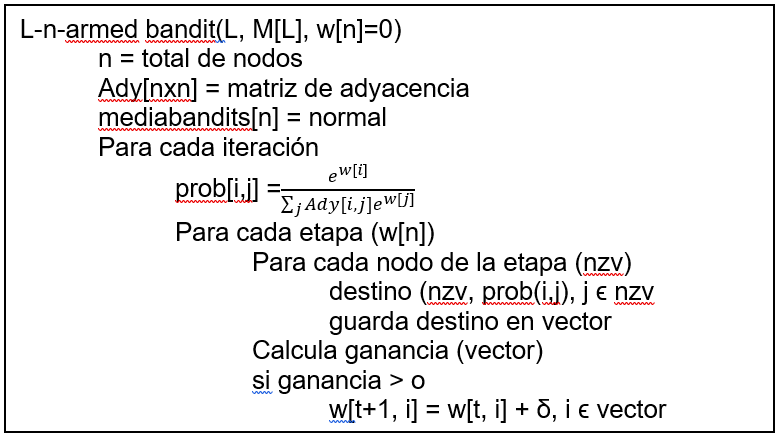 L-n-armed bandit(L, M[L], w[n]=0)
n = total de nodos
Ady[nxn] = matriz de adyacencia
mediabandits[n] = normal
Para cada iteración
prob[i,j] = e^w[i] / ∑_j Ady[i,j]e^w[j]
Para cada etapa (w[n])
Para cada nodo de la etapa (nzv)
destino (nzv, prob(i,j), j ϵ nzv
guarda destino en vector
Calcula ganancia (vector)
si ganancia > o
w[t+1, i] = w[t, i] + δ, i ϵ vector